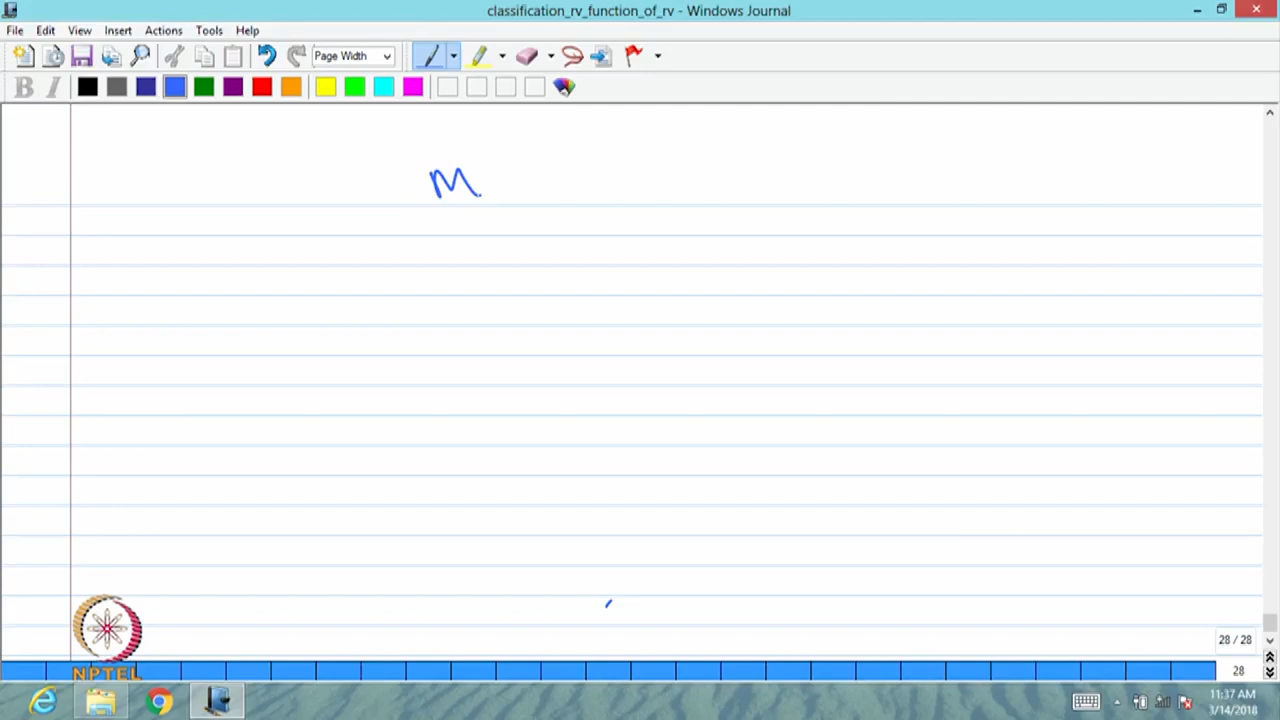 classification_rv_function_of_rv - Windows Journal
File Edit View Insert Actions Tools Help
Page Width
B I
M
NPTEL
28 / 28
28
11:37 AM
3/14/2018